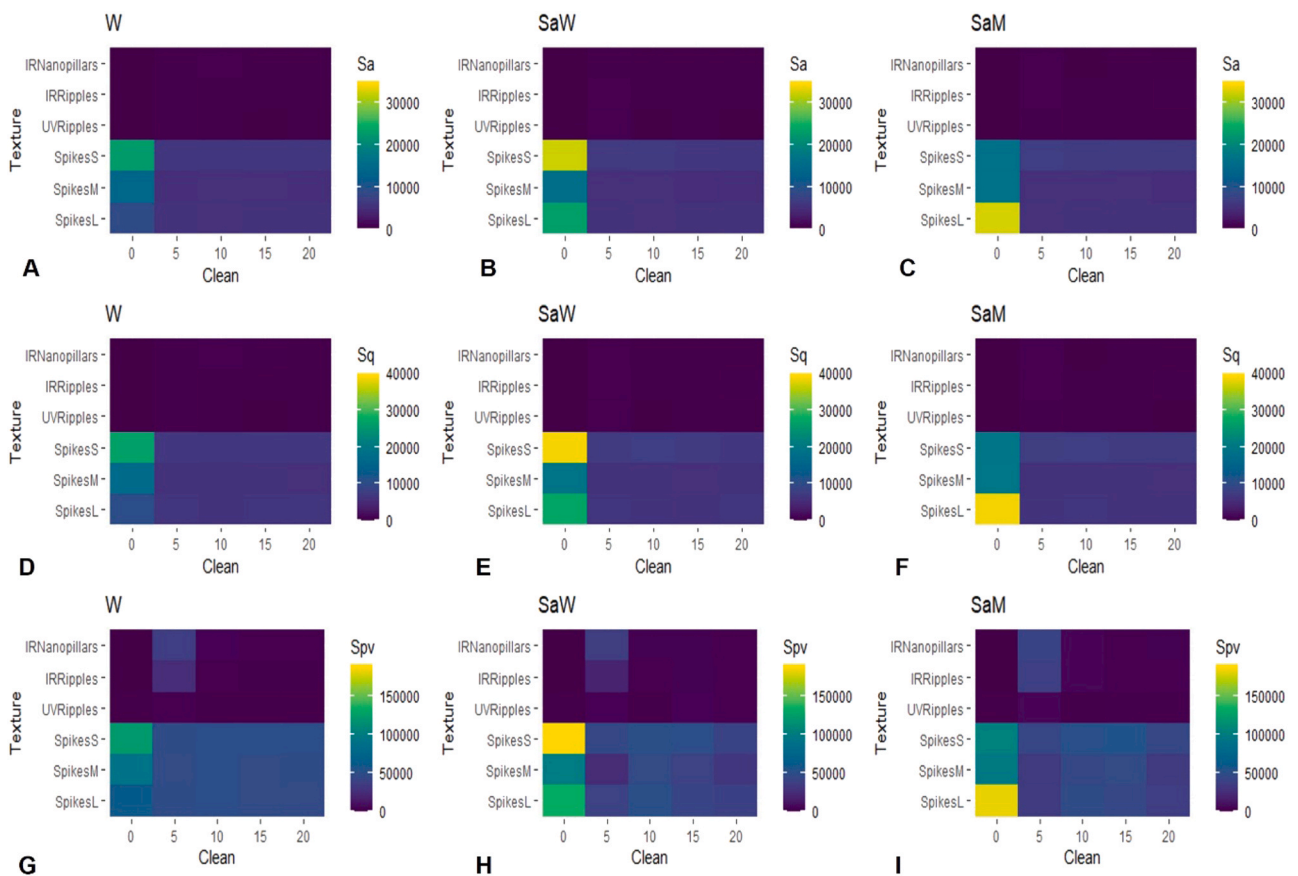 W
SaW
SaM
Texture
IRNanopillars
IRRipples
UVRipples
SpikesS
SpikesM
SpikesL
0 5 10 15 20
Clean
Sa
30000
20000
10000
0
A
Texture
IRNanopillars
IRRipples
UVRipples
SpikesS
SpikesM
SpikesL
0 5 10 15 20
Clean
Sa
30000
20000
10000
0
B
Texture
IRNanopillars
IRRipples
UVRipples
SpikesS
SpikesM
SpikesL
0 5 10 15 20
Clean
Sa
30000
20000
10000
0
C
W
SaW
SaM
Texture
IRNanopillars
IRRipples
UVRipples
SpikesS
SpikesM
SpikesL
0 5 10 15 20
Clean
Sq
40000
30000
20000
10000
0
D
Texture
IRNanopillars
IRRipples
UVRipples
SpikesS
SpikesM
SpikesL
0 5 10 15 20
Clean
Sq
40000
30000
20000
10000
0
E
Texture
IRNanopillars
IRRipples
UVRipples
SpikesS
SpikesM
SpikesL
0 5 10 15 20
Clean
Sq
40000
30000
20000
10000
0
F
W
SaW
SaM
Texture
IRNanopillars
IRRipples
UVRipples
SpikesS
SpikesM
SpikesL
0 5 10 15 20
Clean
Spv
150000
100000
50000
0
G
Texture
IRNanopillars
IRRipples
UVRipples
SpikesS
SpikesM
SpikesL
0 5 10 15 20
Clean
Spv
150000
100000
50000
0
H
Texture
IRNanopillars
IRRipples
UVRipples
SpikesS
SpikesM
SpikesL
0 5 10 15 20
Clean
Spv
150000
100000
50000
0
I